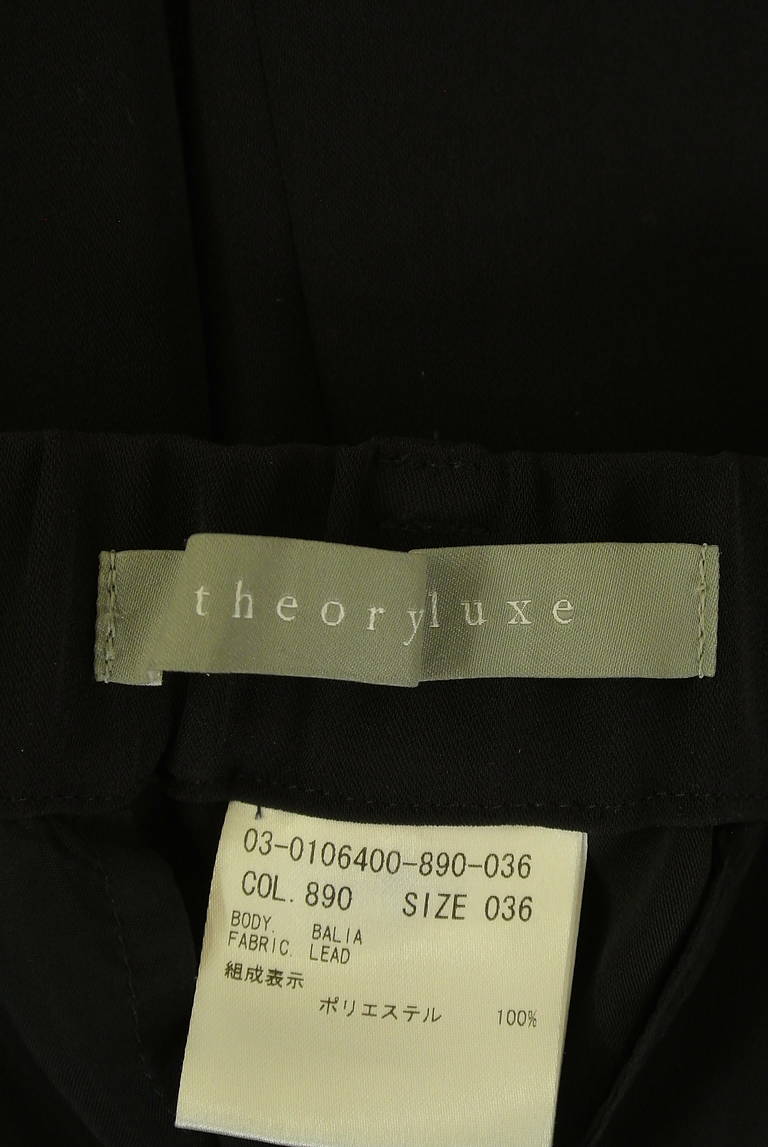 theoryluxe
03-0106400-890-036
COL. 890 SIZE 036
BODY. BALIA
FABRIC. LEAD
組成表示
ポリエステル 100%